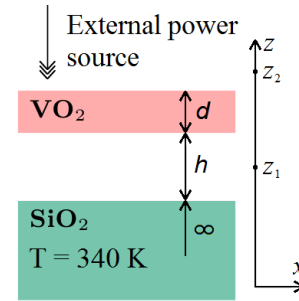 External power
source
z
z₂
VO₂
d
h
z₁
SiO₂
∞
T = 340 K
x